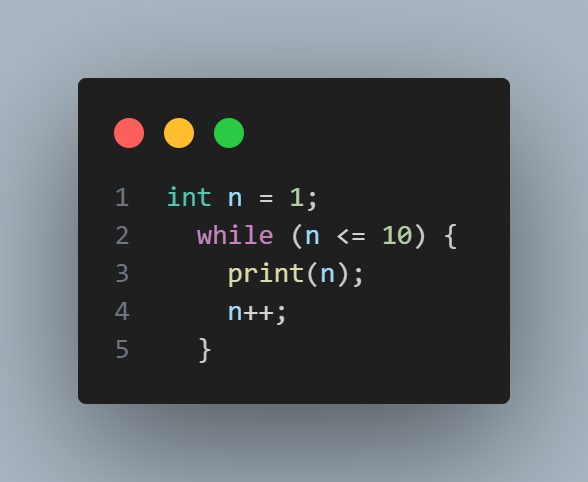 1 int n = 1;
2 while (n <= 10) {
3 print(n);
4 n++;
5 }